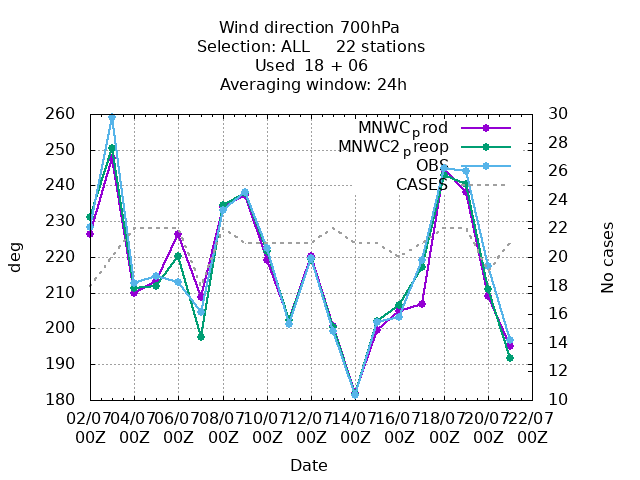 Wind direction 700hPa
Selection: ALL 22 stations
Used 18 + 06
Averaging window: 24h
260
250
240
230
220
210
200
190
180
deg
30
28
26
24
22
20
18
16
14
12
10
No cases
MNWCprod
MNWC2preop
OBS
CASES
02/07 04/07 06/07 08/07 10/07 12/07 14/07 16/07 18/07 20/07 22/07
00Z 00Z 00Z 00Z 00Z 00Z 00Z 00Z 00Z 00Z 00Z
Date